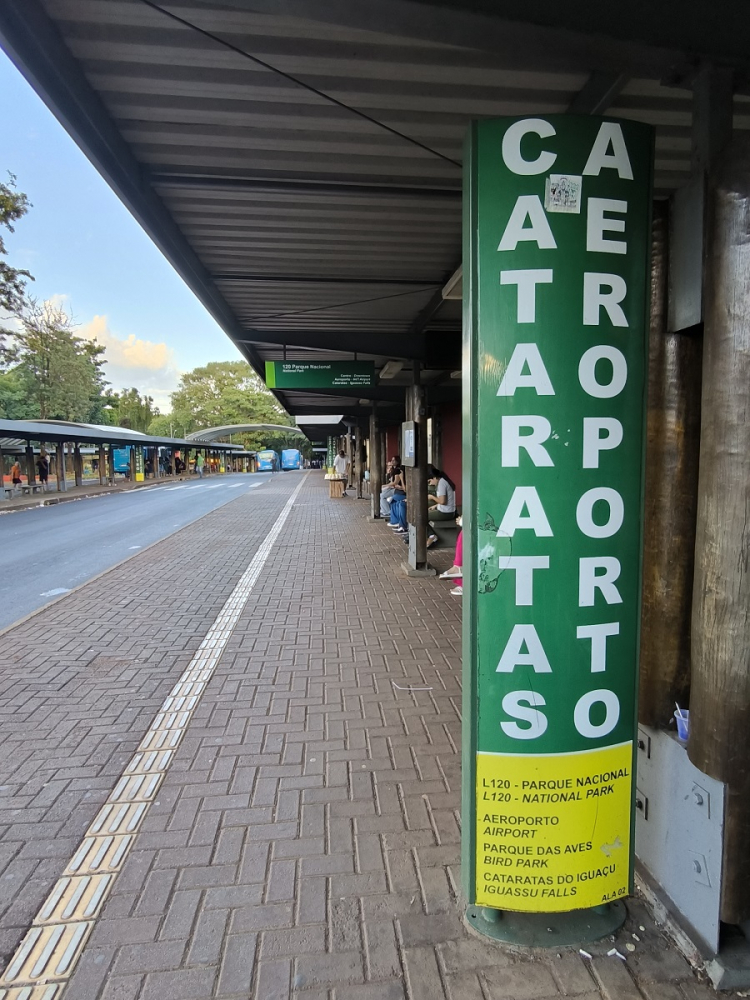 CATARATAS
AEROPORTO
L120 - PARQUE NACIONAL
L120 - NATIONAL PARK
AEROPORTO
AIRPORT
PARQUE DAS AVES
BIRD PARK
CATARATAS DO IGUAÇU
IGUASSU FALLS
ALA 02
120 Parque Nacional
National Park